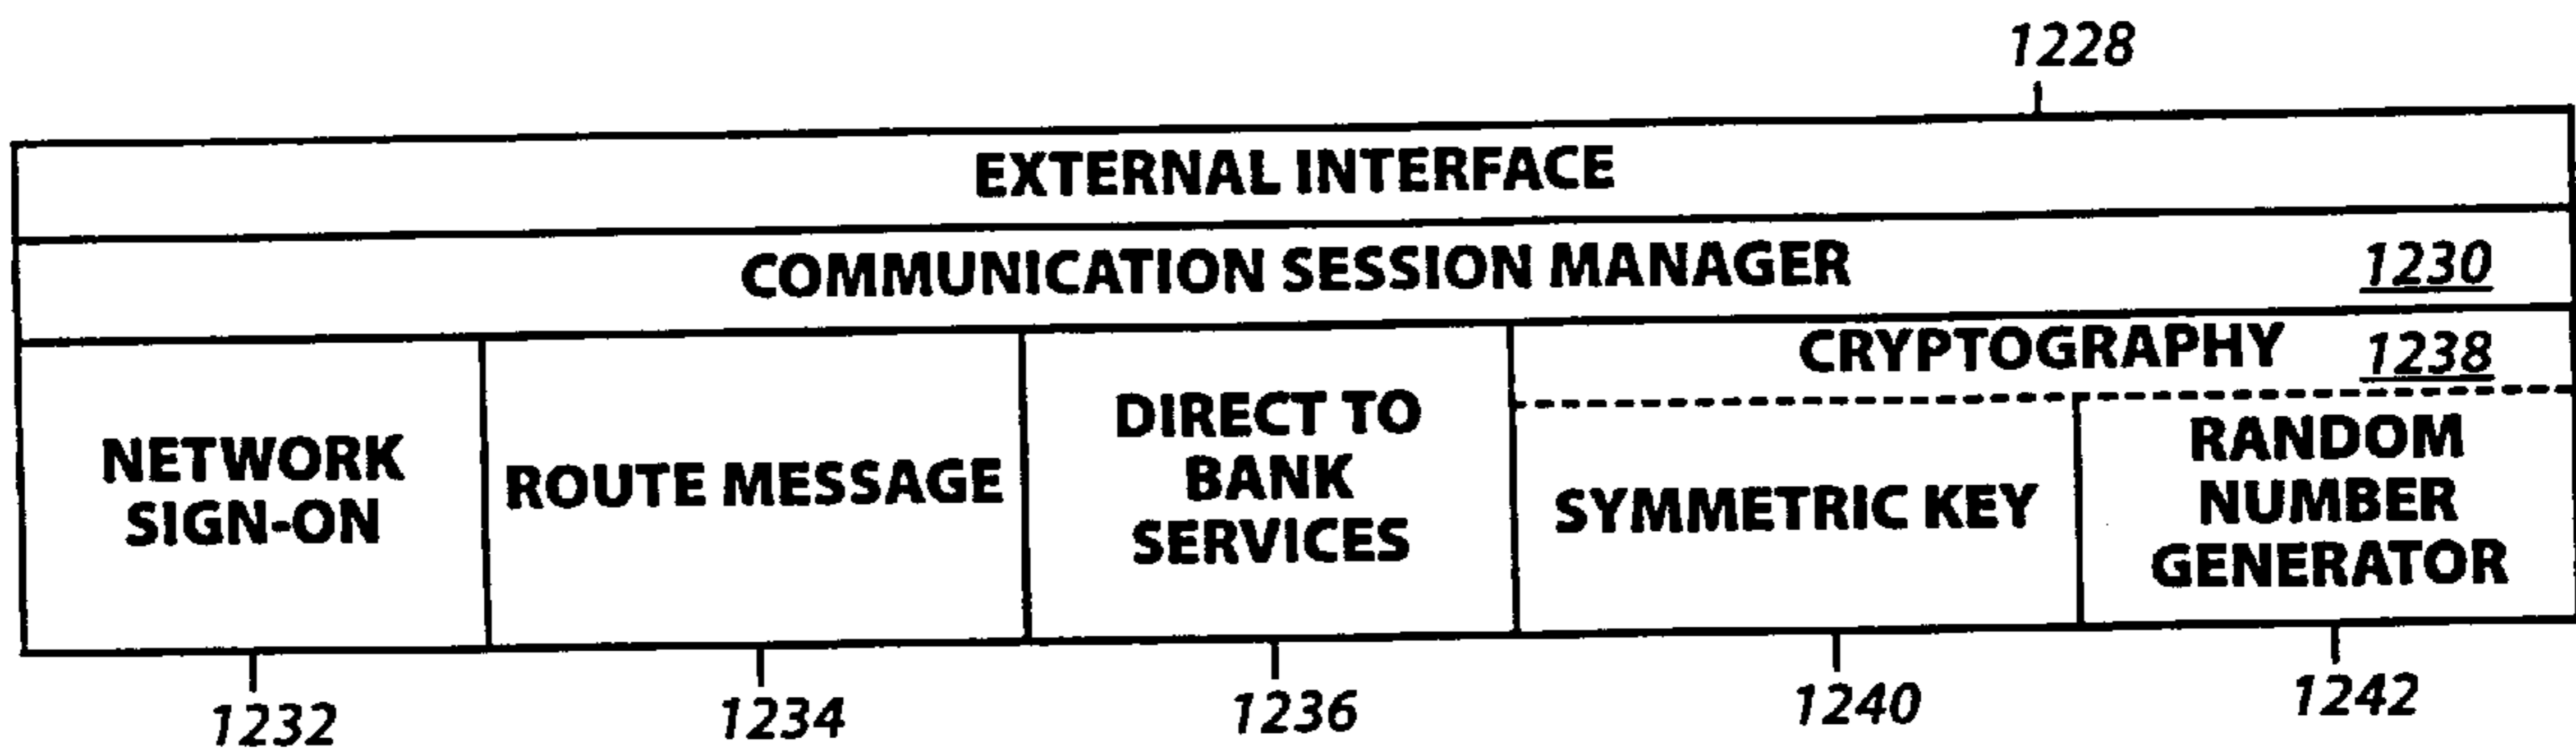 1228
EXTERNAL INTERFACE
COMMUNICATION SESSION MANAGER 1230
CRYPTOGRAPHY 1238
NETWORK
SIGN-ON
ROUTE MESSAGE
DIRECT TO
BANK
SERVICES
SYMMETRIC KEY
RANDOM
NUMBER
GENERATOR
1232 1234 1236 1240 1242